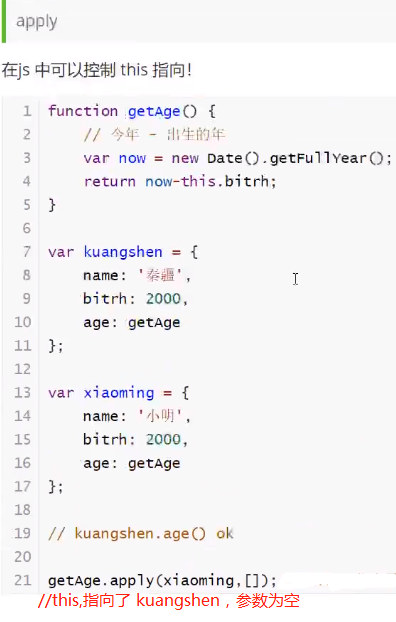 apply
在js 中可以控制 this 指向!
1 function getAge() {
2 // 今年 - 出生的年
3 var now = new Date().getFullYear();
4 return now-this.bitrh;
5 }
6
7 var kuangshen = {
8 name: '秦疆',
9 bitrh: 2000,
10 age: getAge
11 };
12
13 var xiaoming = {
14 name: '小明',
15 bitrh: 2000,
16 age: getAge
17 };
18
19 // kuangshen.age() ok
20
21 getAge.apply(xiaoming,[]);
//this,指向了 kuangshen，参数为空